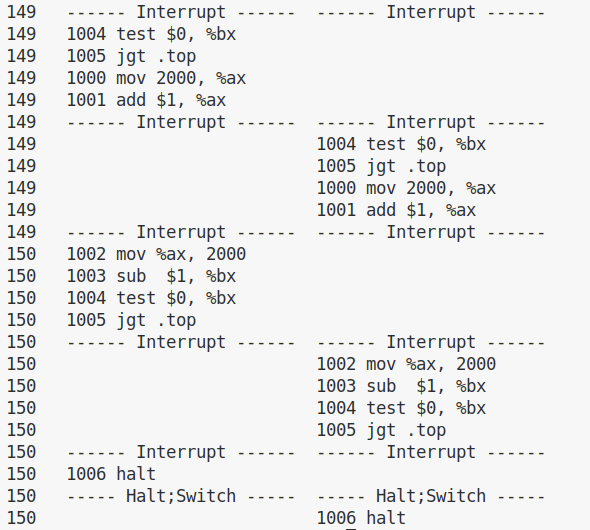 149   ------ Interrupt ------  ------ Interrupt ------
149   1004 test $0, %bx
149   1005 jgt .top
149   1000 mov 2000, %ax
149   1001 add $1, %ax
149   ------ Interrupt ------  ------ Interrupt ------
149                            1004 test $0, %bx
149                            1005 jgt .top
149                            1000 mov 2000, %ax
149                            1001 add $1, %ax
149   ------ Interrupt ------  ------ Interrupt ------
150   1002 mov %ax, 2000
150   1003 sub  $1, %bx
150   1004 test $0, %bx
150   1005 jgt .top
150   ------ Interrupt ------  ------ Interrupt ------
150                            1002 mov %ax, 2000
150                            1003 sub  $1, %bx
150                            1004 test $0, %bx
150                            1005 jgt .top
150   ------ Interrupt ------  ------ Interrupt ------
150   1006 halt
150   ----- Halt;Switch -----  ----- Halt;Switch -----
150                            1006 halt